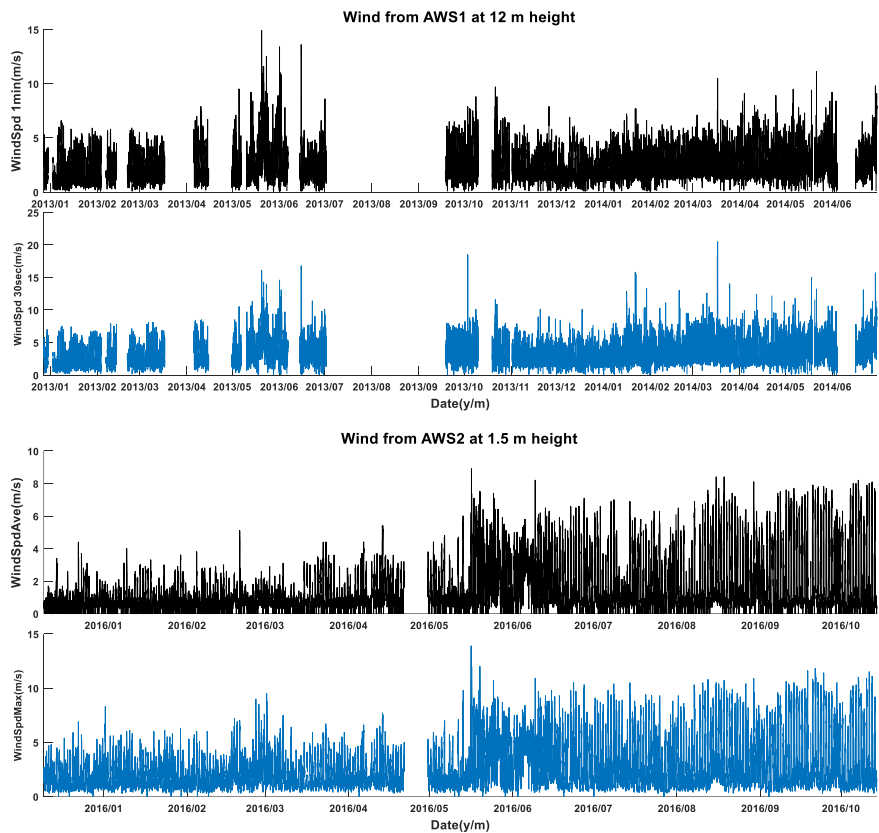 Wind from AWS1 at 12 m height
WindSpd 1min(m/s)
15
10
5
0
2013/01 2013/02 2013/03 2013/04 2013/05 2013/06 2013/07 2013/08 2013/09 2013/10 2013/11 2013/12 2014/01 2014/02 2014/03 2014/04 2014/05 2014/06
WindSpd 30sec(m/s)
25
20
15
10
5
0
2013/01 2013/02 2013/03 2013/04 2013/05 2013/06 2013/07 2013/08 2013/09 2013/10 2013/11 2013/12 2014/01 2014/02 2014/03 2014/04 2014/05 2014/06
Date(y/m)
Wind from AWS2 at 1.5 m height
WindSpdAve(m/s)
10
8
6
4
2
0
2016/01 2016/02 2016/03 2016/04 2016/05 2016/06 2016/07 2016/08 2016/09 2016/10
WindSpdMax(m/s)
15
10
5
0
2016/01 2016/02 2016/03 2016/04 2016/05 2016/06 2016/07 2016/08 2016/09 2016/10
Date(y/m)